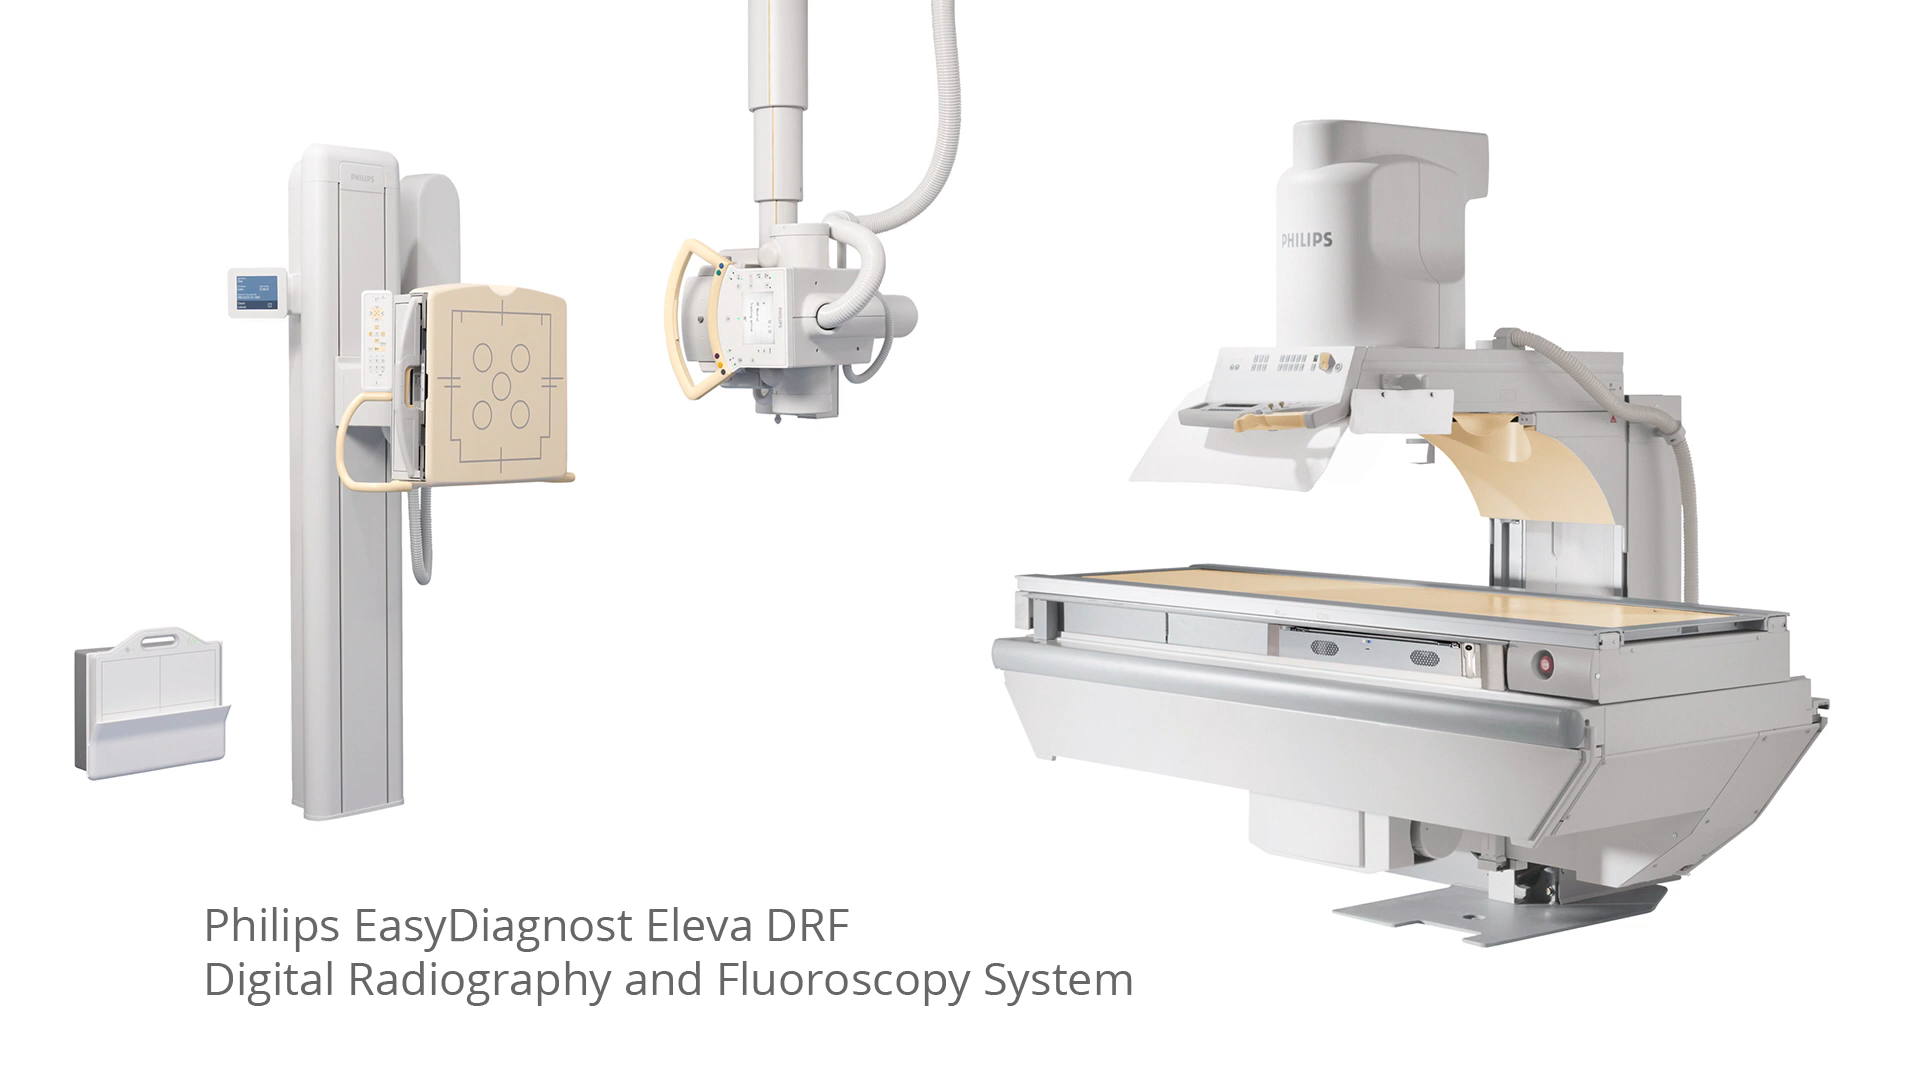 PHILIPS
PHILIPS
Philips EasyDiagnost Eleva DRF
Digital Radiography and Fluoroscopy System